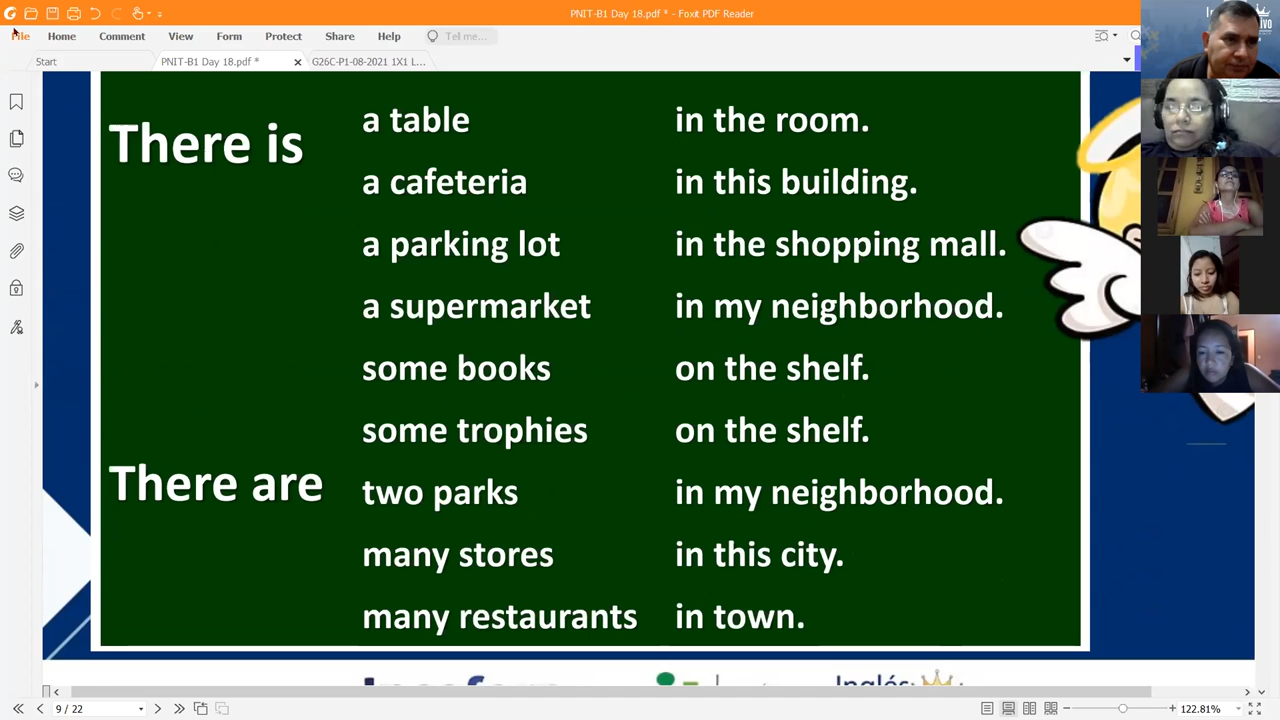 PNIT-B1 Day 18.pdf * - Foxit PDF Reader
File Home Comment View Form Protect Share Help Tell me...
Start PNIT-B1 Day 18.pdf * G26C-P1-08-2021 1X1 L...
There is
a table in the room.
a cafeteria in this building.
a parking lot in the shopping mall.
a supermarket in my neighborhood.
some books on the shelf.
some trophies on the shelf.
There are
two parks in my neighborhood.
many stores in this city.
many restaurants in town.
9 / 22
122.81%